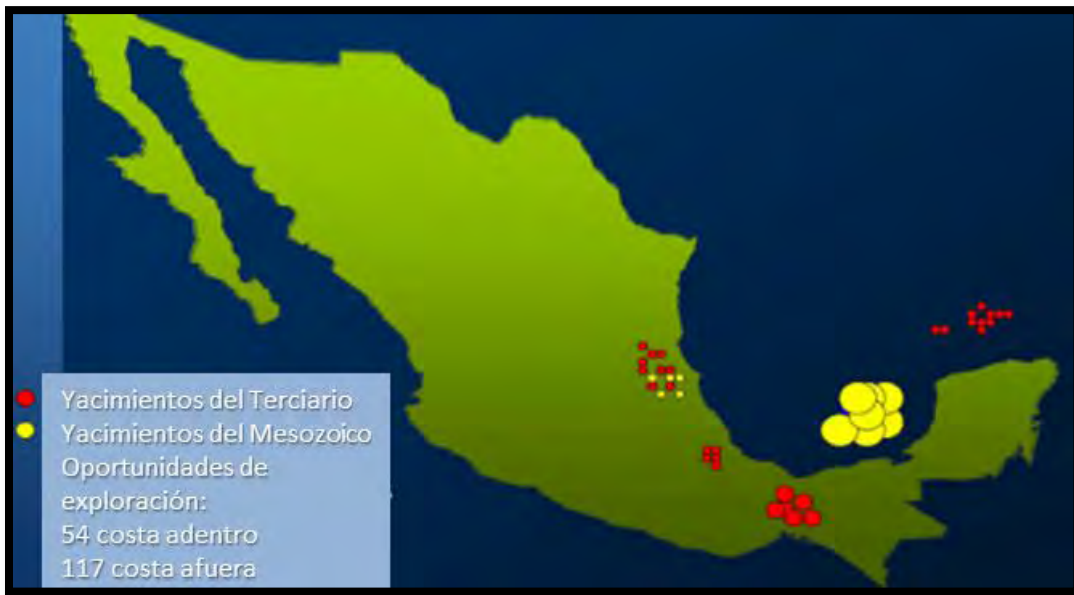 Yacimientos del Terciario
Yacimientos del Mesozoico
Oportunidades de
exploración:
54 costa adentro
117 costa afuera